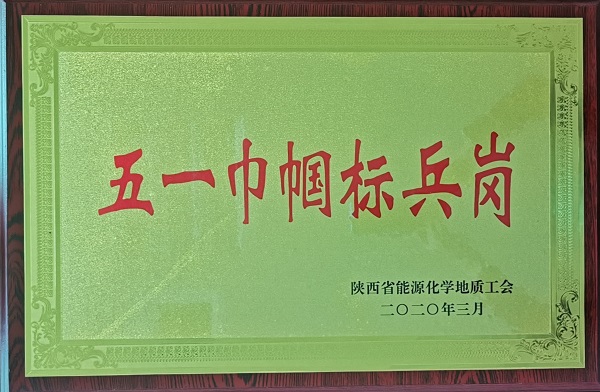 五一巾帼标兵岗
陕西省能源化学地质工会
二〇二〇年三月